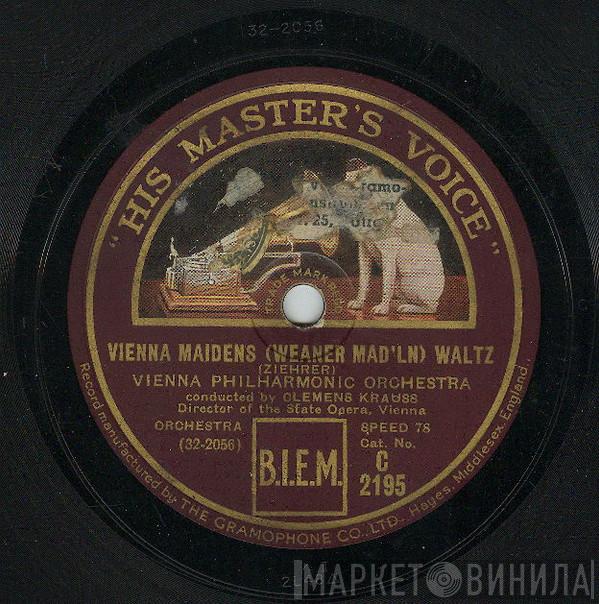 32-2056
"HIS MASTER'S VOICE"
TRADE MARK
VIENNA MAIDENS (WEANER MAD'LN) WALTZ
(ZIEHRER)
VIENNA PHILHARMONIC ORCHESTRA
conducted by CLEMENS KRAUSS
Director of the State Opera, Vienna
ORCHESTRA
SPEED 78
(32-2056)
Cat. No.
B.I.E.M.
C
2195
Record manufactured by THE GRAMOPHONE CO., LTD. Hayes, Middlesex, England.
МАРКЕТ ВИНИЛА